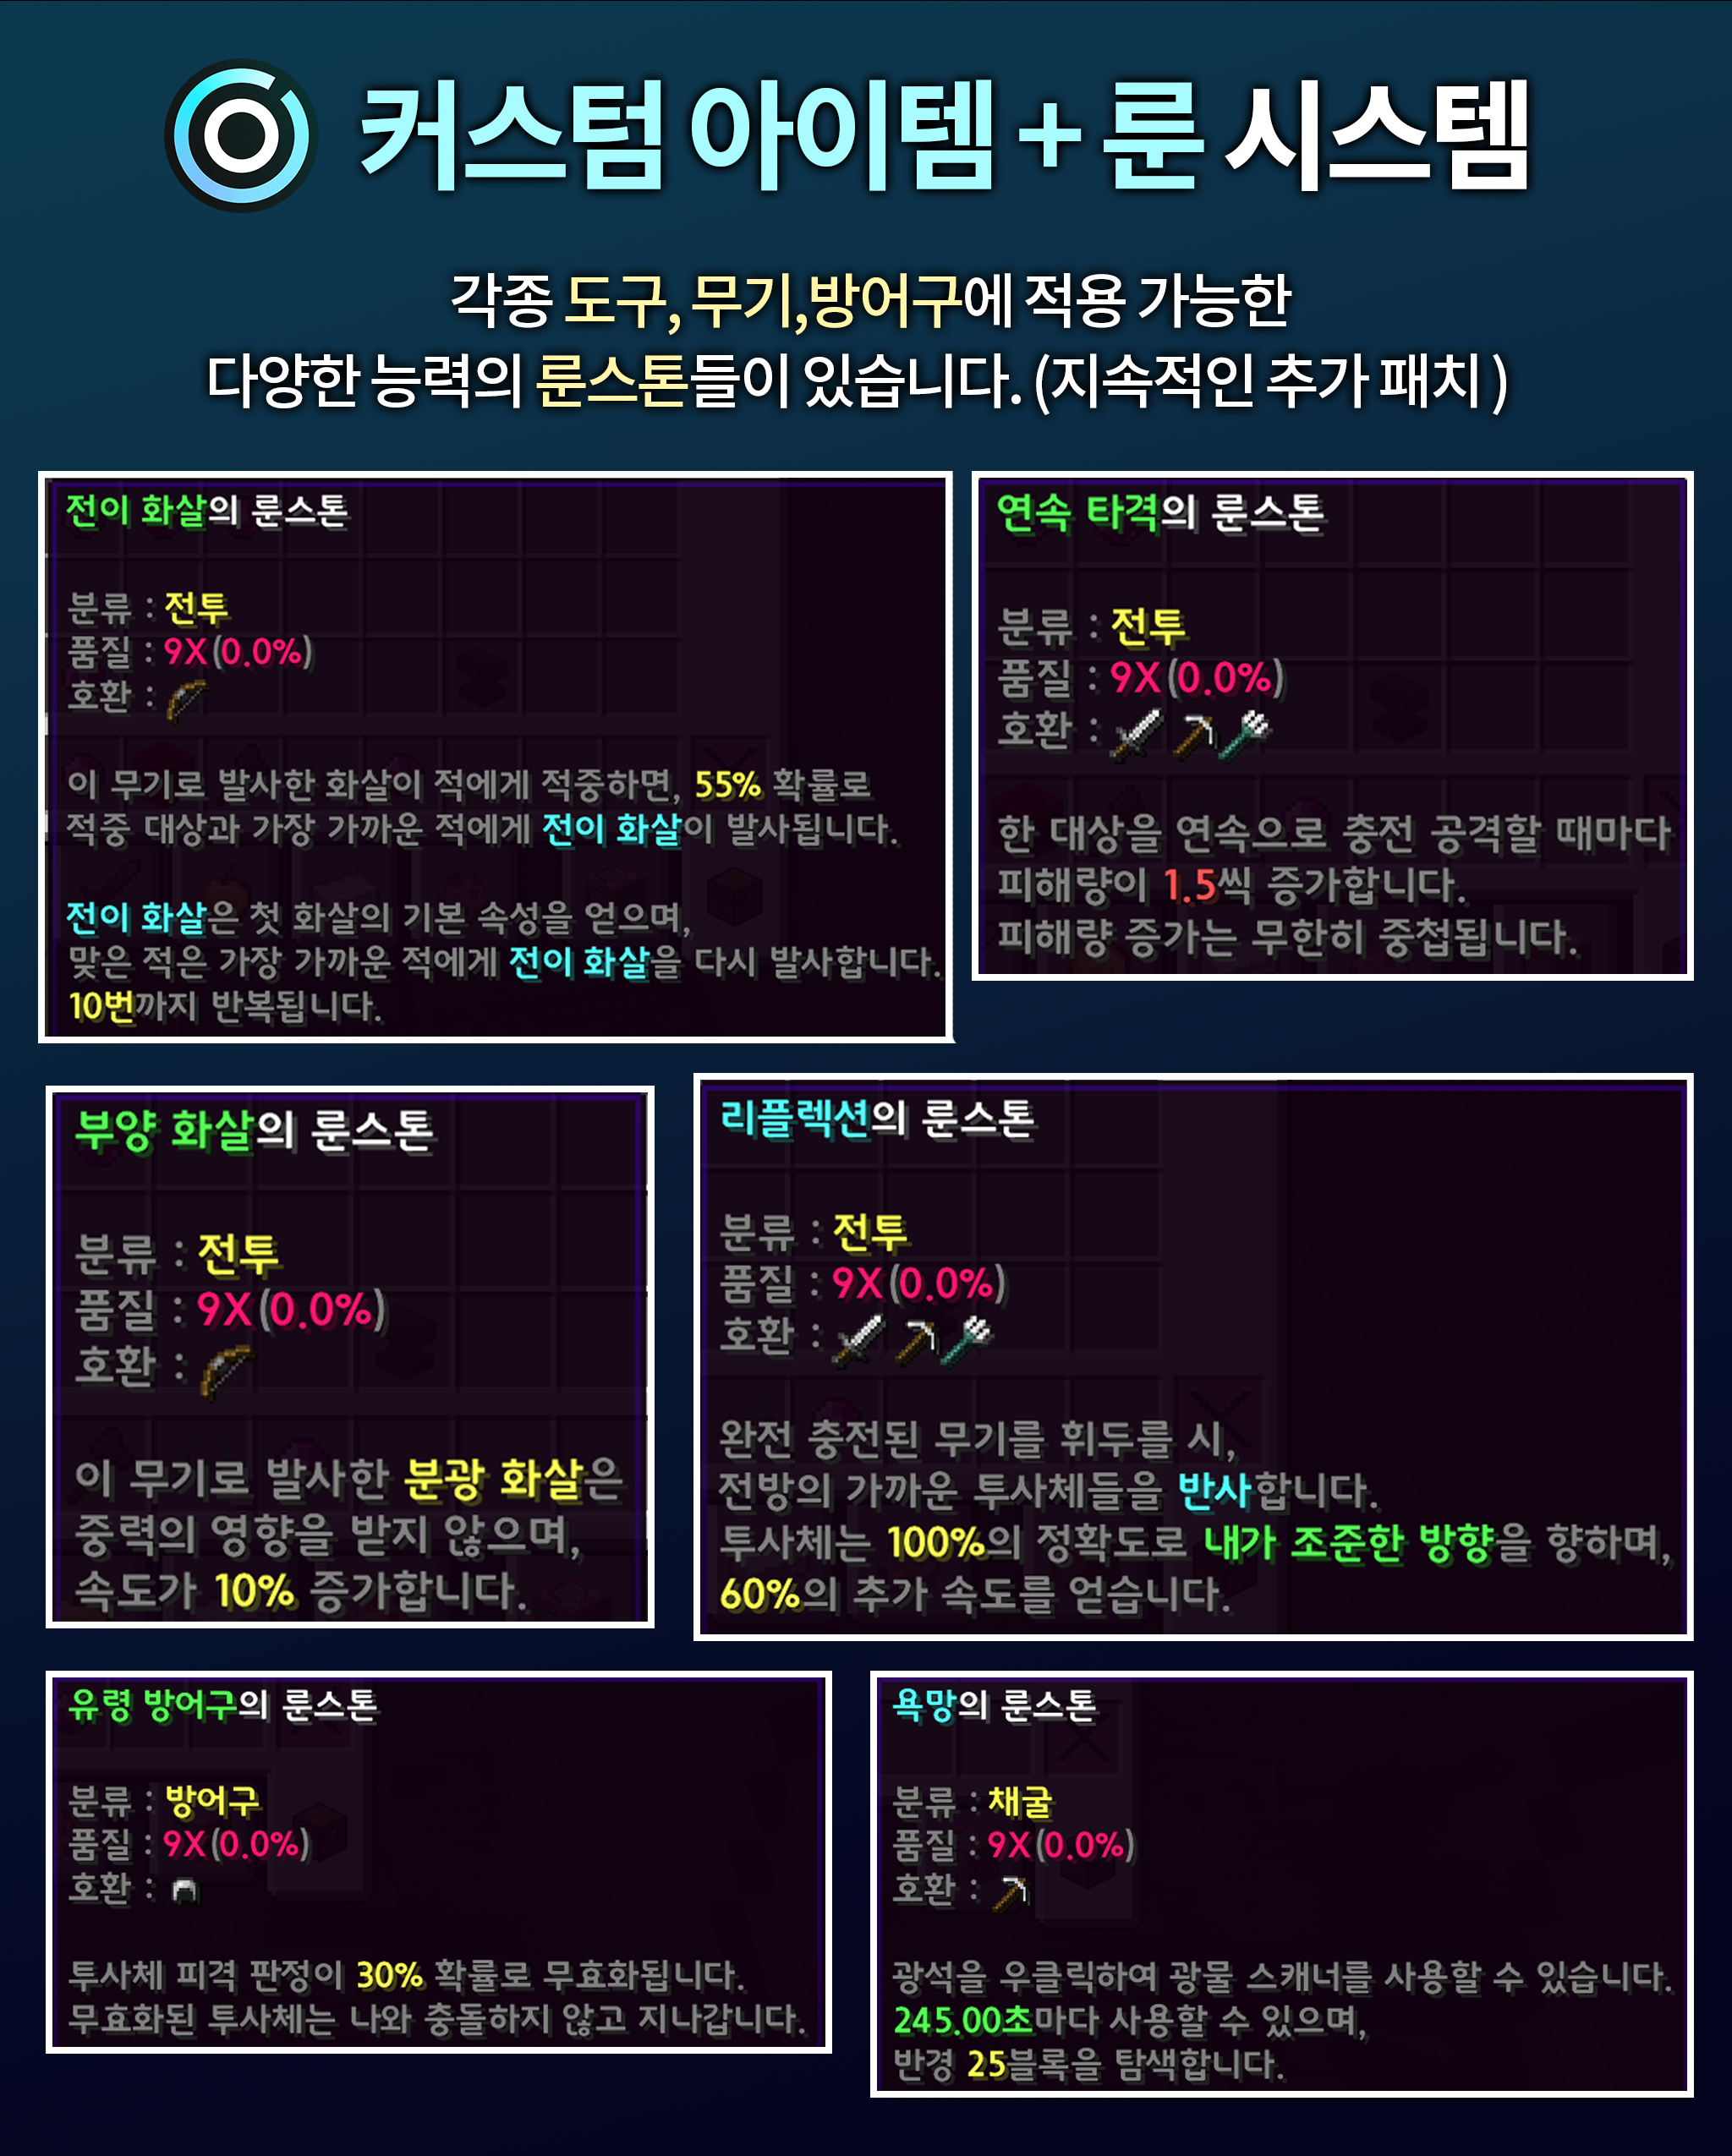 커스텀 아이템 + 룬 시스템
각종 도구, 무기,방어구에 적용 가능한
다양한 능력의 룬스톤들이 있습니다. (지속적인 추가 패치 )
전이 화살의 룬스톤
분류 : 전투
품질 : 9X(0.0%)
호환 :
이 무기로 발사한 화살이 적에게 적중하면, 55% 확률로
적중 대상과 가장 가까운 적에게 전이 화살이 발사됩니다.
전이 화살은 첫 화살의 기본 속성을 얻으며,
맞은 적은 가장 가까운 적에게 전이 화살을 다시 발사합니다.
10번까지 반복됩니다.
연속 타격의 룬스톤
분류 : 전투
품질 : 9X(0.0%)
호환 :
한 대상을 연속으로 충전 공격할 때마다
피해량이 1.5씩 증가합니다.
피해량 증가는 무한히 중첩됩니다.
부양 화살의 룬스톤
분류 : 전투
품질 : 9X(0.0%)
호환 :
이 무기로 발사한 분광 화살은
중력의 영향을 받지 않으며,
속도가 10% 증가합니다.
리플렉션의 룬스톤
분류 : 전투
품질 : 9X(0.0%)
호환 :
완전 충전된 무기를 휘두를 시,
전방의 가까운 투사체들을 반사합니다.
투사체는 100%의 정확도로 내가 조준한 방향을 향하며,
60%의 추가 속도를 얻습니다.
유령 방어구의 룬스톤
분류 : 방어구
품질 : 9X(0.0%)
호환 :
투사체 피격 판정이 30% 확률로 무효화됩니다.
무효화된 투사체는 나와 충돌하지 않고 지나갑니다.
욕망의 룬스톤
분류 : 채굴
품질 : 9X(0.0%)
호환 :
광석을 우클릭하여 광물 스캐너를 사용할 수 있습니다.
245.00초마다 사용할 수 있으며,
반경 25블록을 탐색합니다.